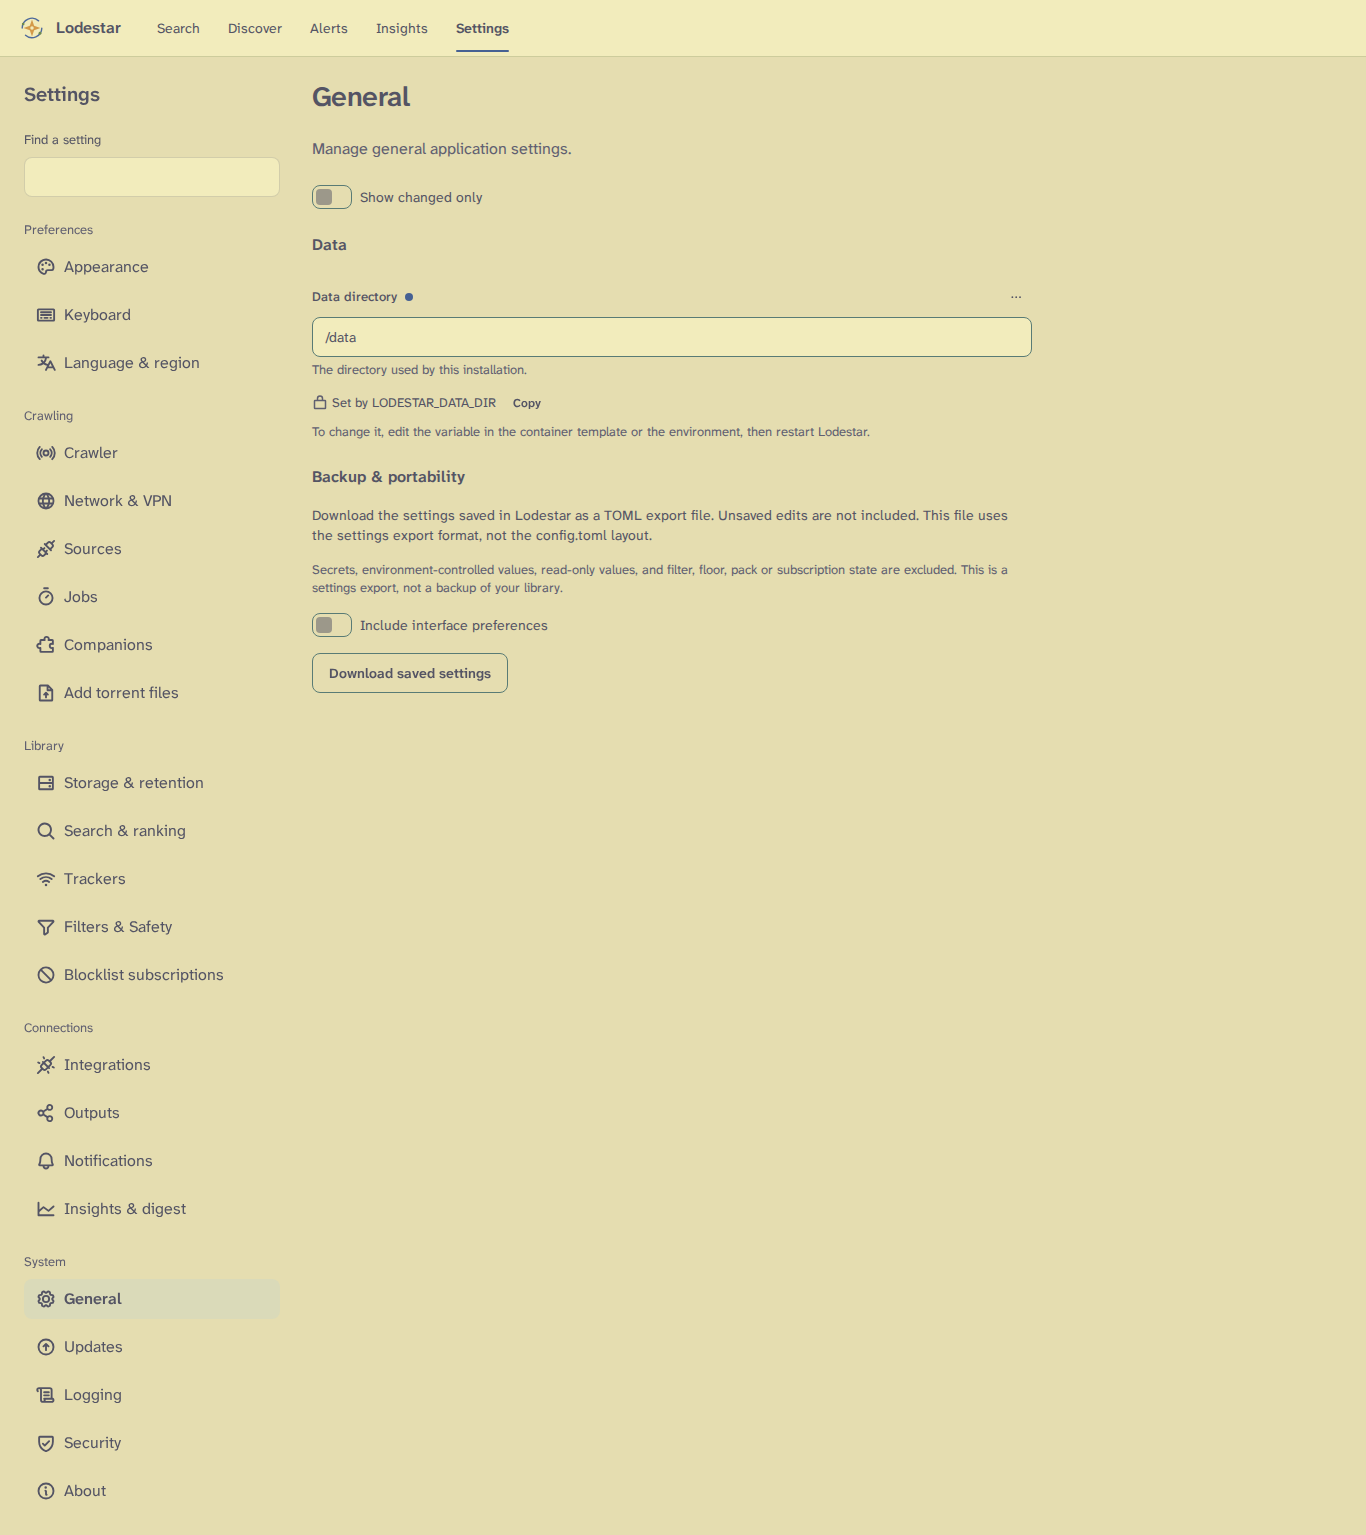 Lodestar
Search
Discover
Alerts
Insights
Settings
Settings
Find a setting
Preferences
Appearance
Keyboard
Language & region
Crawling
Crawler
Network & VPN
Sources
Jobs
Companions
Add torrent files
Library
Storage & retention
Search & ranking
Trackers
Filters & Safety
Blocklist subscriptions
Connections
Integrations
Outputs
Notifications
Insights & digest
System
General
Updates
Logging
Security
About
General
Manage general application settings.
Show changed only
Data
Data directory
...
/data
The directory used by this installation.
Set by LODESTAR_DATA_DIR
Copy
To change it, edit the variable in the container template or the environment, then restart Lodestar.
Backup & portability
Download the settings saved in Lodestar as a TOML export file. Unsaved edits are not included. This file uses
the settings export format, not the config.toml layout.
Secrets, environment-controlled values, read-only values, and filter, floor, pack or subscription state are excluded. This is a
settings export, not a backup of your library.
Include interface preferences
Download saved settings